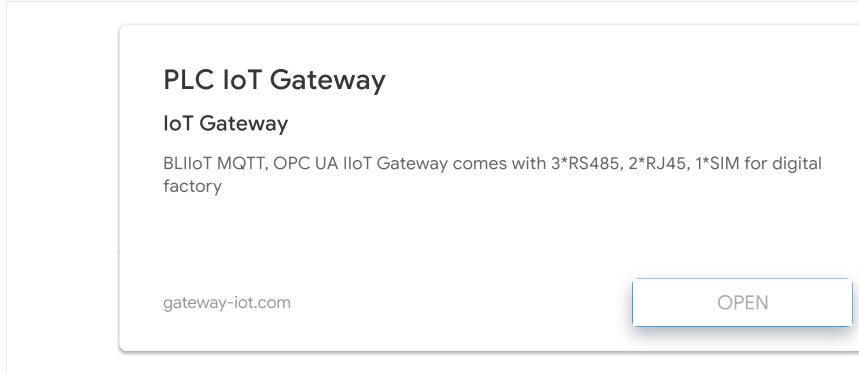 PLC IoT Gateway
IoT Gateway
BLIIoT MQTT, OPC UA IIoT Gateway comes with 3*RS485, 2*RJ45, 1*SIM for digital
factory
gateway-iot.com
OPEN